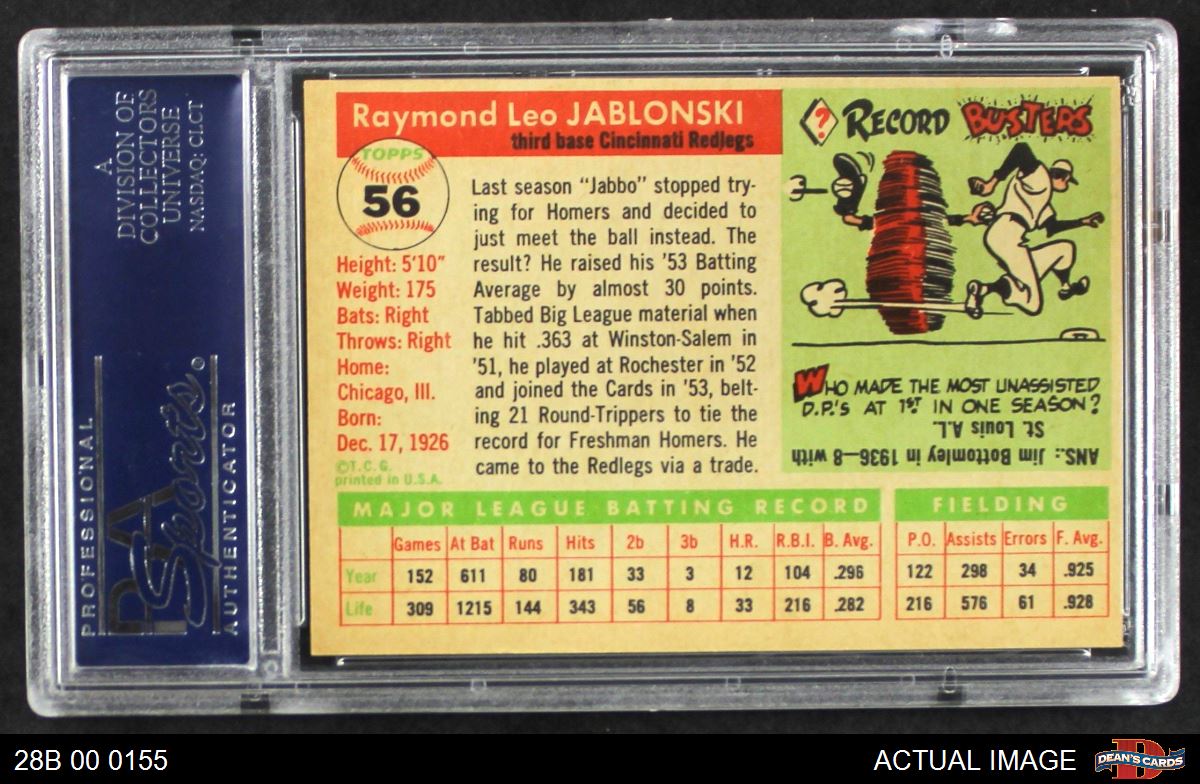 A
DIVISION OF
COLLECTORS
UNIVERSE
NASDAQ: CLCT
PROFESSIONAL
PSA
Sports
AUTHENTICATOR
Raymond Leo JABLONSKI
third base Cincinnati Redlegs
TOPPS
56
Height: 5'10"
Weight: 175
Bats: Right
Throws: Right
Home:
Chicago, Ill.
Born:
Dec. 17, 1926
©T.C.G.
printed in U.S.A.
Last season "Jabbo" stopped try-
ing for Homers and decided to
just meet the ball instead. The
result? He raised his '53 Batting
Average by almost 30 points.
Tabbed Big League material when
he hit .363 at Winston-Salem in
'51, he played at Rochester in '52
and joined the Cards in '53, belt-
ing 21 Round-Trippers to tie the
record for Freshman Homers. He
came to the Redlegs via a trade.
? RECORD BUSTERS
WHO MADE THE MOST UNASSISTED
D.P.'S AT 1ST IN ONE SEASON?
ANS.: Jim Bottomley in 1936–8 with
St. Louis A.L.
MAJOR LEAGUE BATTING RECORD FIELDING
Games At Bat Runs Hits 2b 3b H.R. R.B.I. B. Avg. P.O. Assists Errors F. Avg.
Year 152 611 80 181 33 3 12 104 .296 122 298 34 .925
Life 309 1215 144 343 56 8 33 216 .282 216 576 61 .928
28B 00 0155
ACTUAL IMAGE
D
DEAN'S CARDS